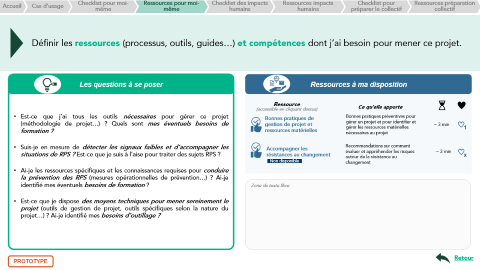 Accueil
Cas d'usage
Checklist pour moi-
même
Ressources pour moi-
même
Checklist des impacts
humains
Ressources impacts
humains
Checklist pour
préparer le collectif
Ressources préparation
collectif
Définir les ressources (processus, outils, guides…) et compétences dont j'ai besoin pour mener ce projet.
Les questions à se poser
• Est-ce que j'ai tous les outils nécessaires pour gérer ce projet
(méthodologie de projet…) ? Quels sont mes éventuels besoins de
formation ?
• Suis-je en mesure de détecter les signaux faibles et d'accompagner les
situations de RPS ? Est-ce que je suis à l'aise pour traiter des sujets RPS ?
• Ai-je les ressources spécifiques et les connaissances requises pour conduire
la prévention des RPS (mesures opérationnelles de prévention…) ? Ai-je
identifié mes éventuels besoins de formation ?
• Est-ce que je dispose des moyens techniques pour mener sereinement le
projet (outils de gestion de projet, outils spécifiques selon la nature du
projet…) ? Ai-je identifié mes besoins d'outillage ?
Ressources à ma disposition
Ressource
(accessible en cliquant dessus)
Ce qu'elle apporte
Bonnes pratiques de
gestion de projet et
ressources matérielles
Bonnes pratiques préventives pour
gérer en projet et pour identifier et
gérer les ressources matérielles
nécessaires au projet
~ 3 min
1
Accompagner les
résistances au changement
Non disponible
Recommandations sur comment
évaluer et appréhender les risques
autour de la résistance au
changement
~ 3 min
X
Zone de texte libre
PROTOTYPE
Retour